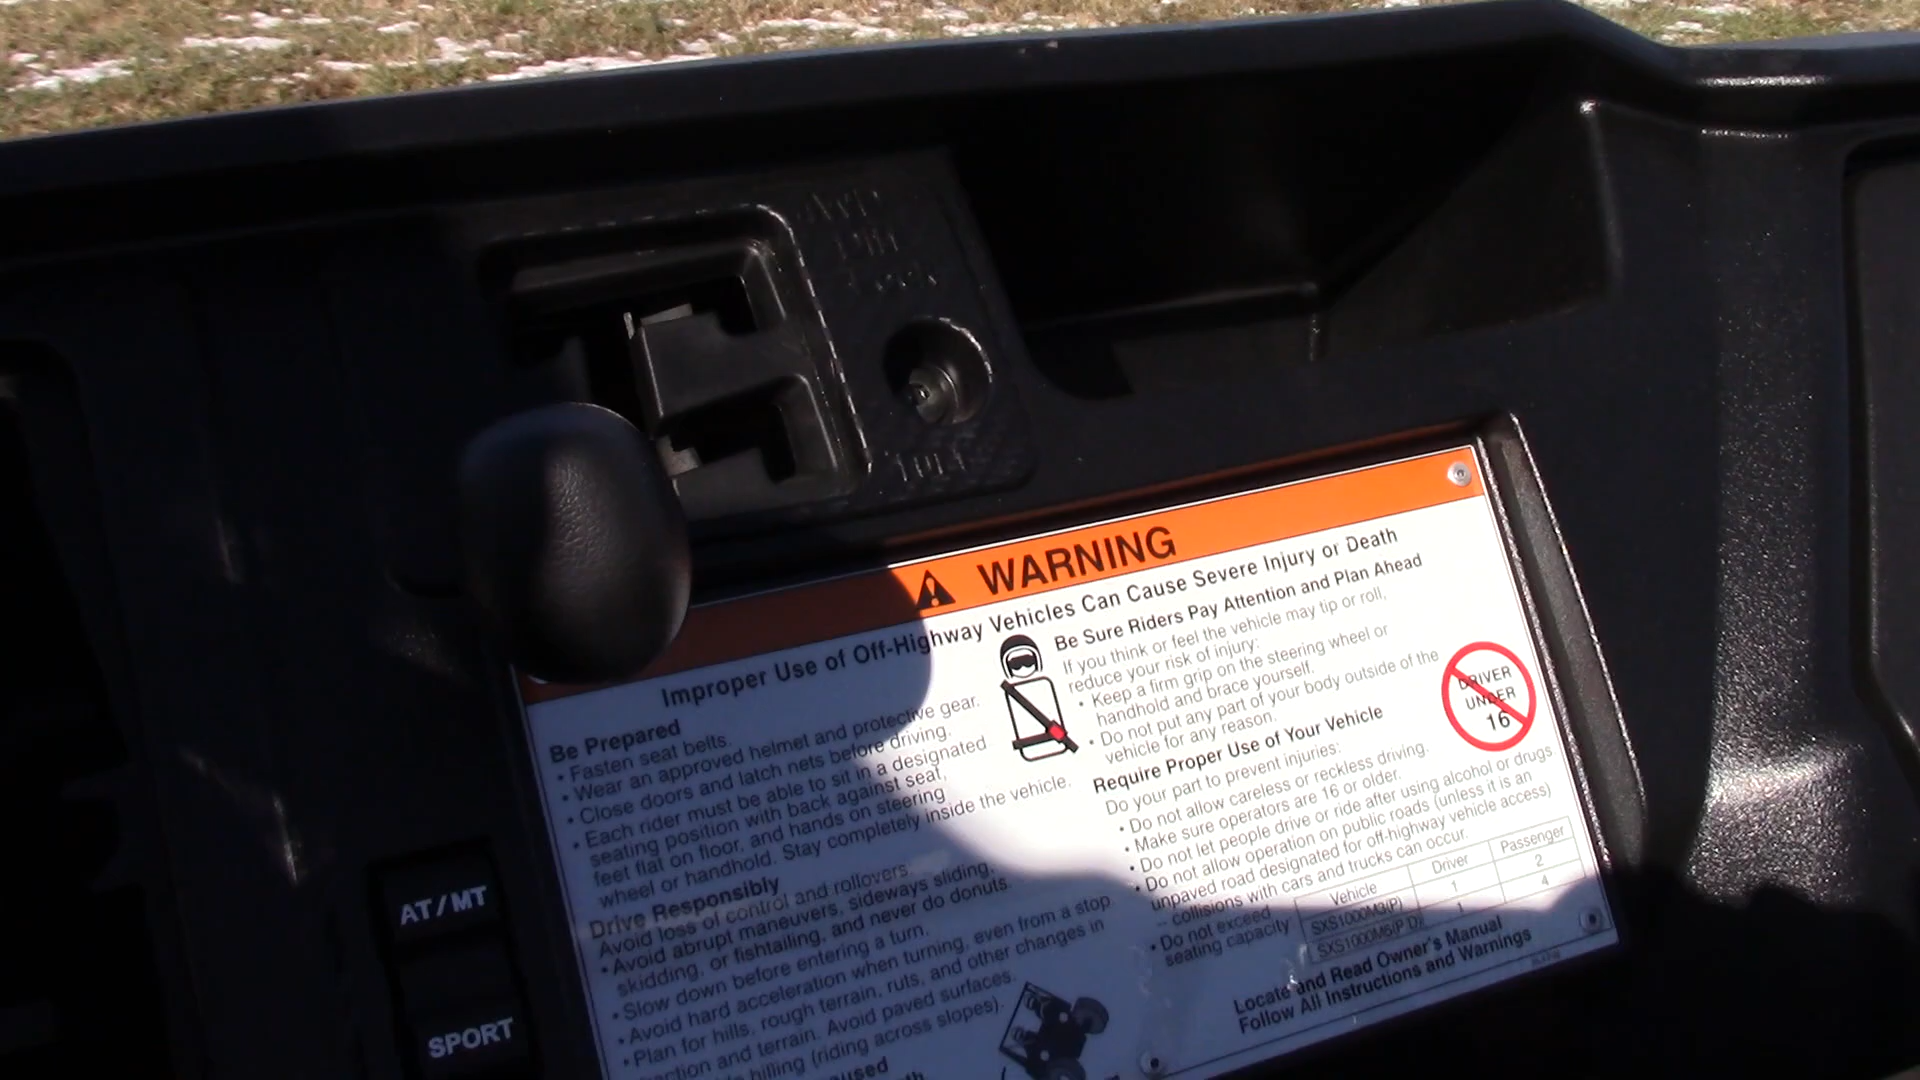 WARNING
Improper Use of Off-Highway Vehicles Can Cause Severe Injury or Death
Be Prepared
• Fasten seat belts.
• Wear an approved helmet and protective gear.
• Close doors and latch nets before driving.
• Each rider must be able to sit in a designated
seating position with back against seat,
feet flat on floor, and hands on steering
wheel or handhold. Stay completely inside the vehicle.
Drive Responsibly
Avoid loss of control and rollovers
• Avoid abrupt maneuvers, sideways sliding,
skidding, or fishtailing, and never do donuts.
• Slow down before entering a turn.
• Avoid hard acceleration when turning, even from a stop
• Plan for hills, rough terrain, ruts, and other changes in
and terrain. Avoid paved surfaces.
hilling (riding across slopes).
Be Sure Riders Pay Attention and Plan Ahead
If you think or feel the vehicle may tip or roll,
reduce your risk of injury:
• Keep a firm grip on the steering wheel or
handhold and brace yourself.
• Do not put any part of your body outside of the
vehicle for any reason.
Require Proper Use of Your Vehicle
Do your part to prevent injuries:
• Do not allow careless or reckless driving.
• Make sure operators are 16 or older.
• Do not let people drive or ride after using alcohol or drugs
• Do not allow operation on public roads (unless it is an
unpaved road designated for off-highway vehicle access)
-- collisions with cars and trucks can occur.
• Do not exceed
seating capacity
Vehicle Driver Passenger
SXS1000M3(P) 1 2
SXS1000M5(P/D) 1 4
Locate and Read Owner's Manual
Follow All Instructions and Warnings
DRIVER
UNDER
16
AT/MT
SPORT